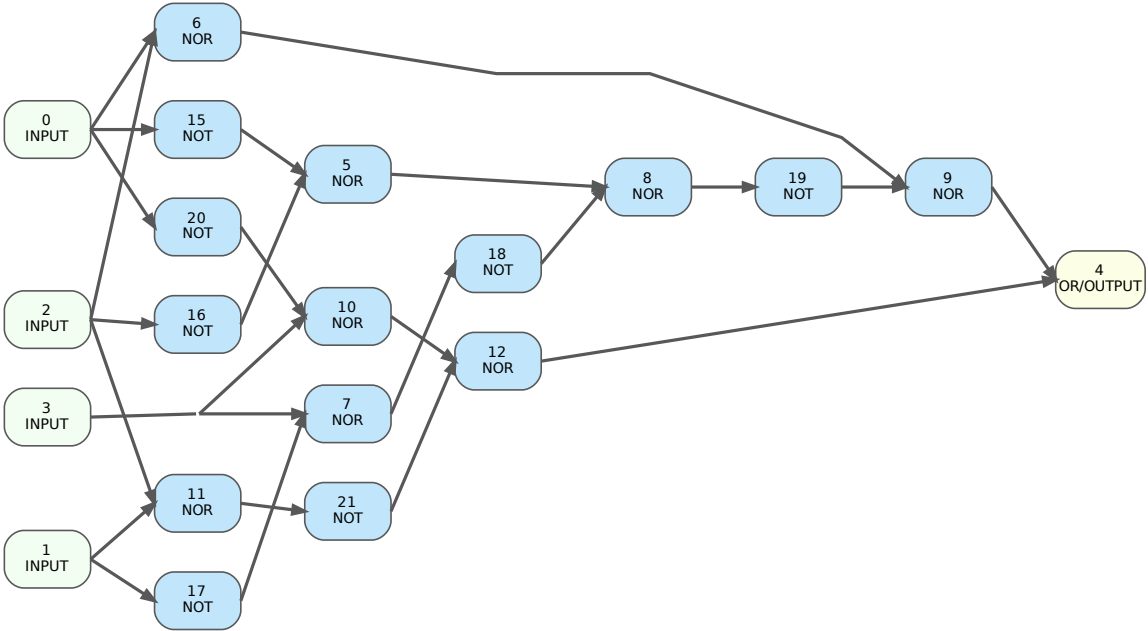 6
NOR
0
INPUT
15
NOT
5
NOR
8
NOR
19
NOT
9
NOR
20
NOT
18
NOT
4
OR/OUTPUT
2
INPUT
16
NOT
10
NOR
12
NOR
3
INPUT
7
NOR
11
NOR
21
NOT
1
INPUT
17
NOT